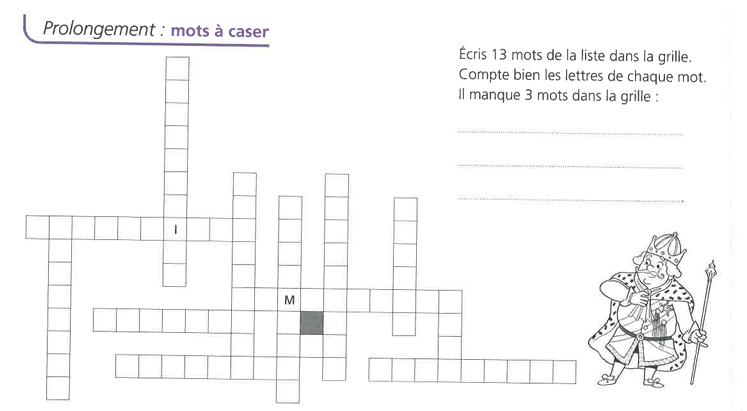 Prolongement : mots à caser
Écris 13 mots de la liste dans la grille.
Compte bien les lettres de chaque mot.
Il manque 3 mots dans la grille :
I
M